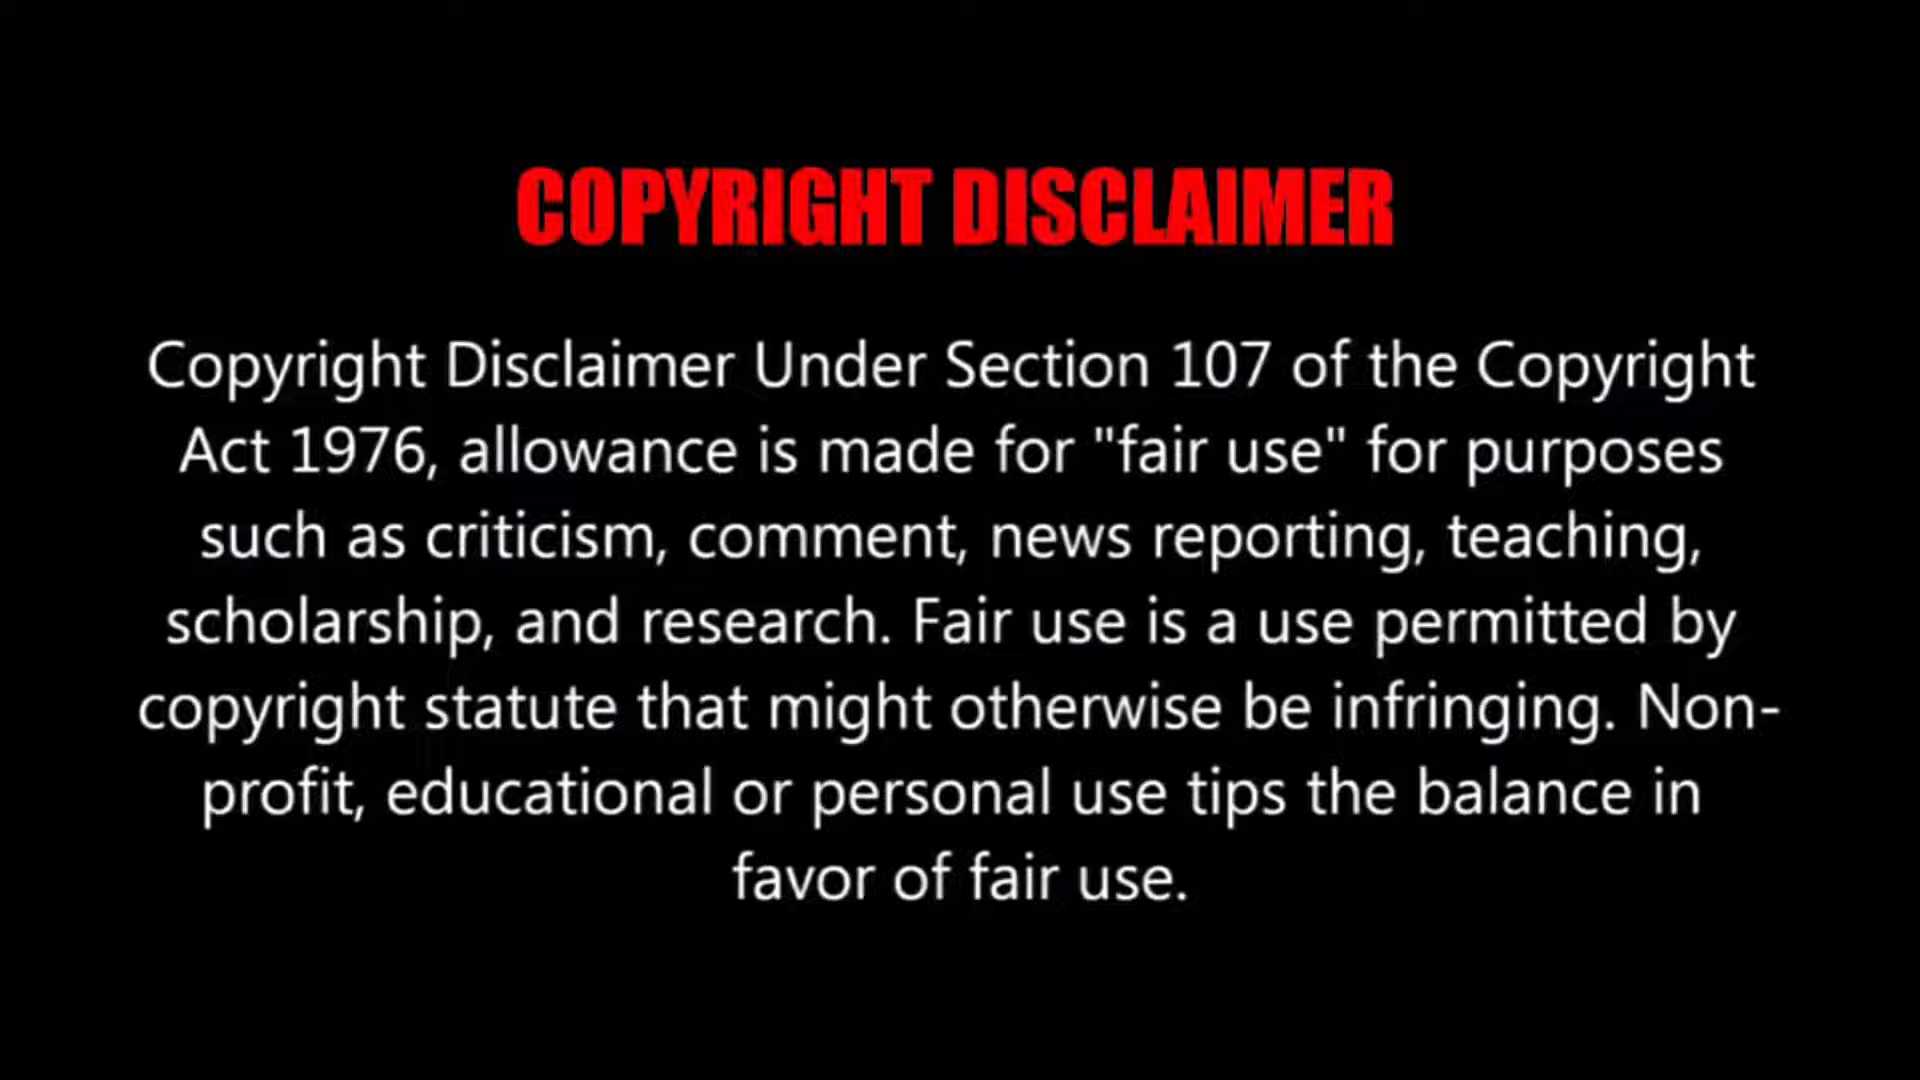 COPYRIGHT DISCLAIMER
Copyright Disclaimer Under Section 107 of the Copyright
Act 1976, allowance is made for "fair use" for purposes
such as criticism, comment, news reporting, teaching,
scholarship, and research. Fair use is a use permitted by
copyright statute that might otherwise be infringing. Non-
profit, educational or personal use tips the balance in
favor of fair use.